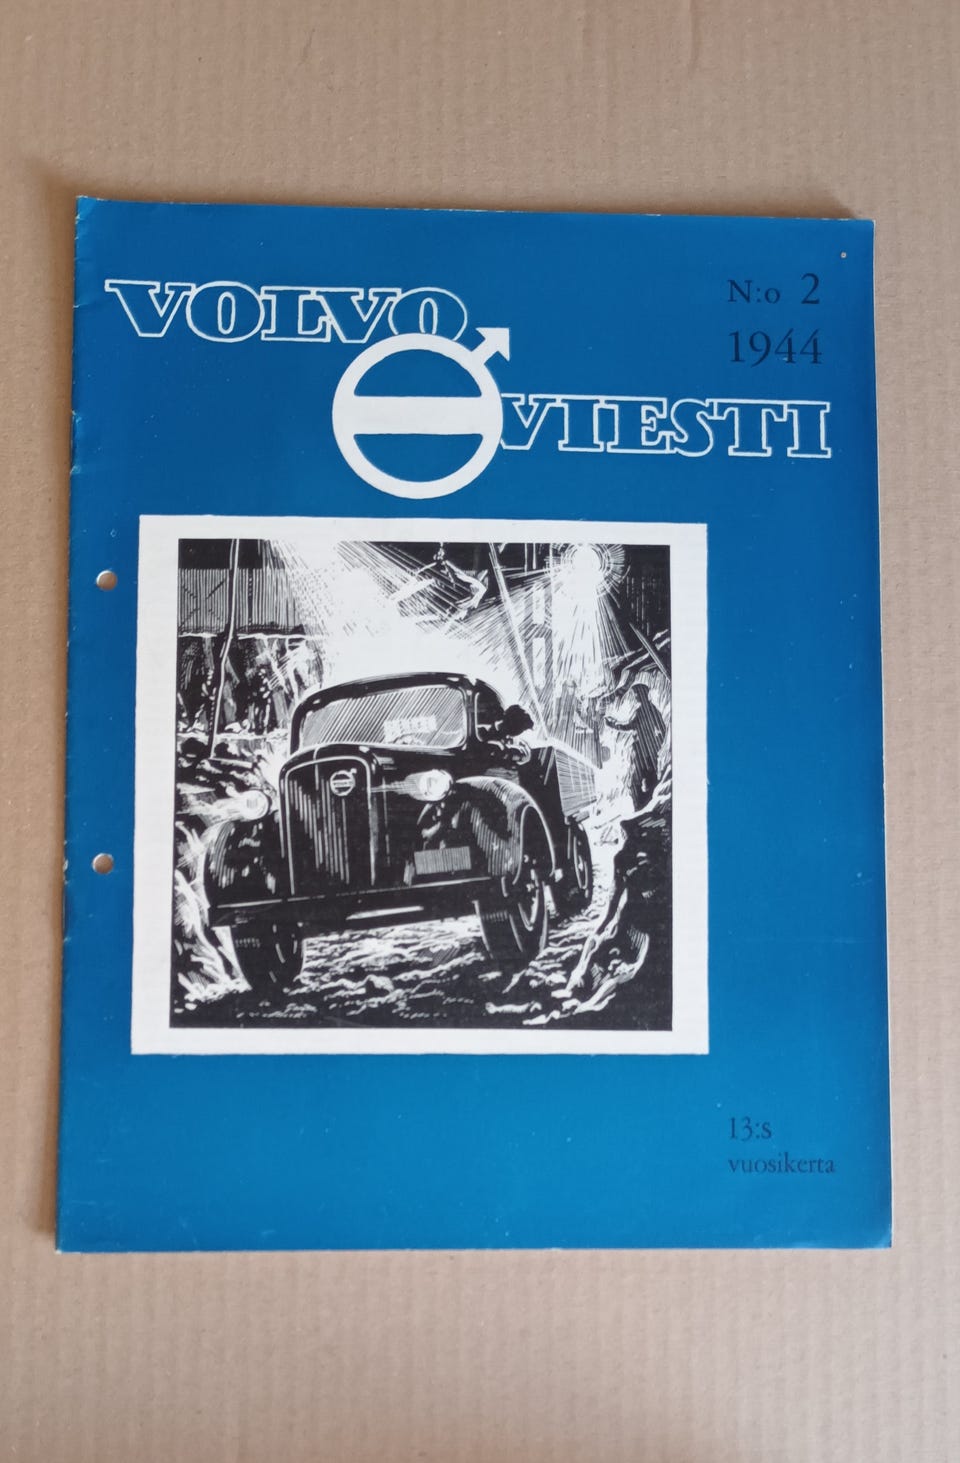 VOLVO
N:o 2
1944
VIESTI
13:s
vuosikerta